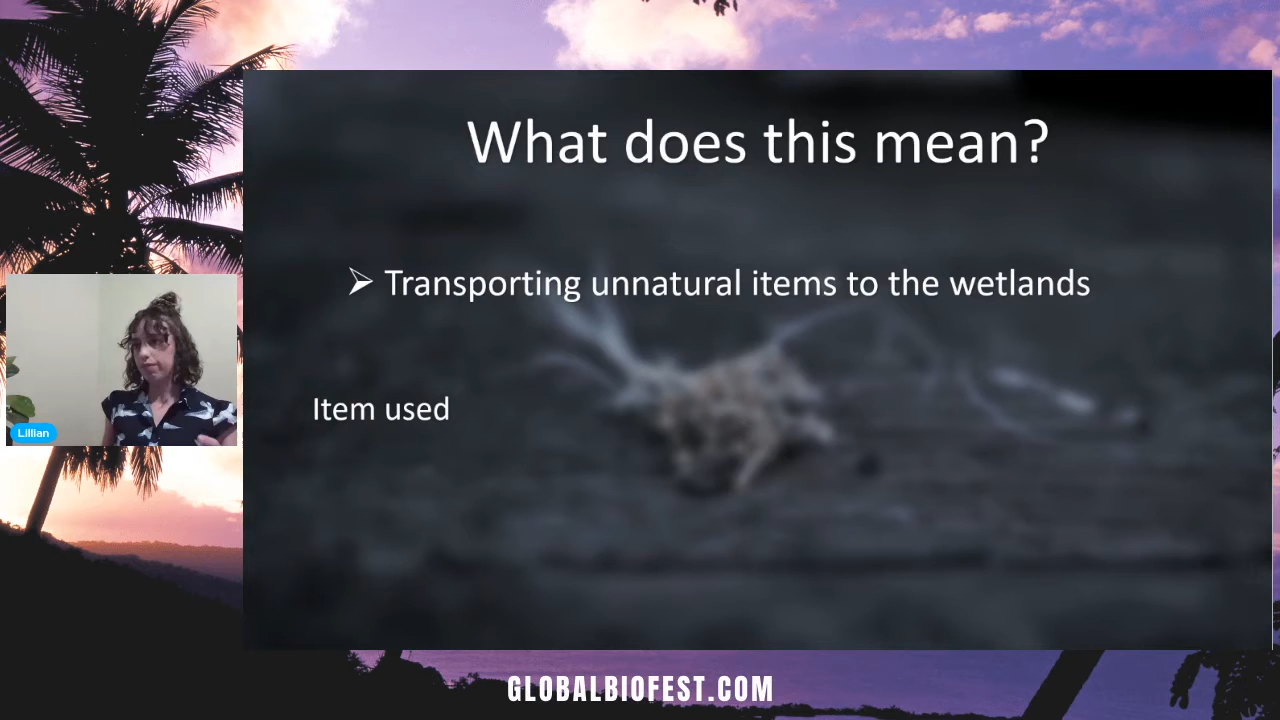 What does this mean?
Transporting unnatural items to the wetlands
Item used
Lillian
GLOBALBIOFEST.COM